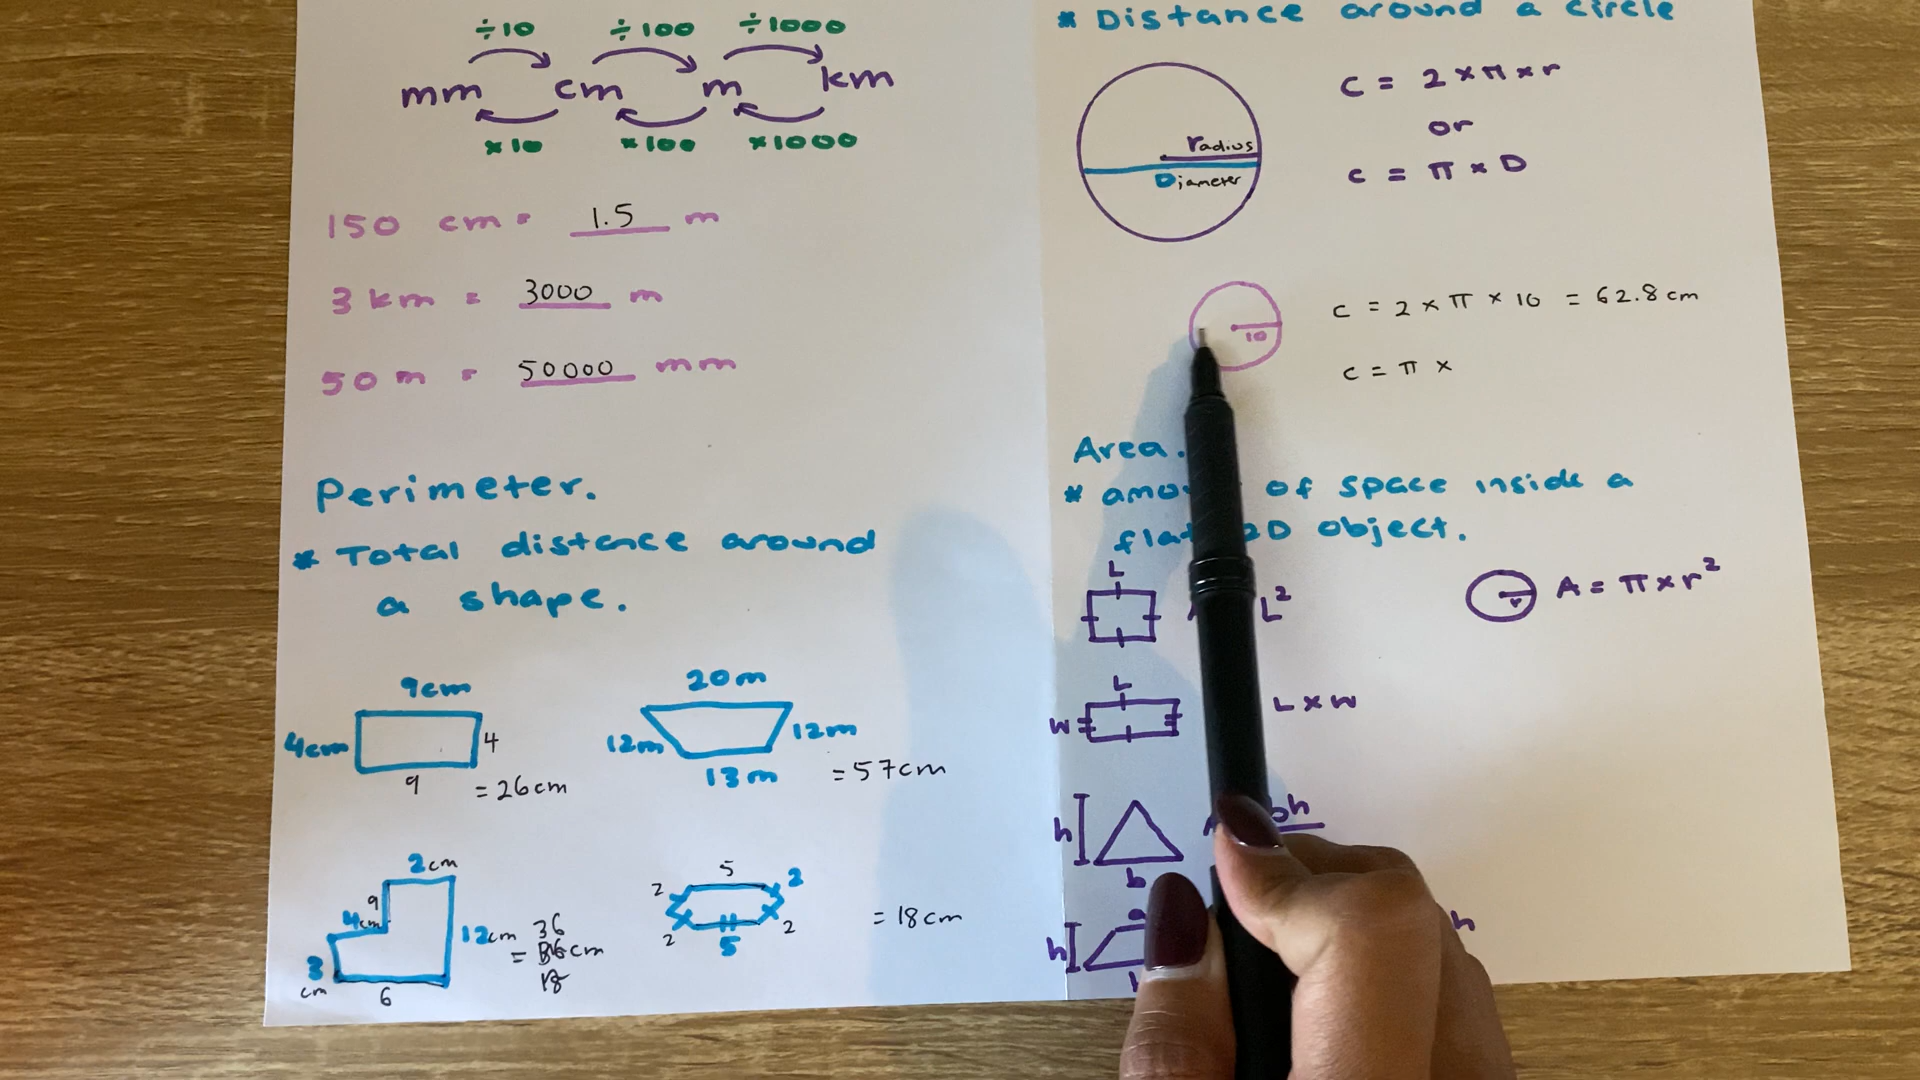 ÷10 ÷100 ÷1000
mm cm m km
×10 ×100 ×1000
150 cm = 1.5 m
3 km = 3000 m
50 m = 50000 mm
Perimeter.
* Total distance around
a shape.
9cm
4cm 4
9 = 26cm
20m
12m 12m
13m = 57cm
2cm
9
4cm
12cm 36
= cm
18
3
cm 6
5
2 2
= 18cm
2 2
5
* Distance around a circle
radius
Diameter
C = 2 × π × r
or
C = π × D
10
C = 2 × π × 10 = 62.8 cm
C = π ×
Area.
* of space inside a
2D object.
L
L²
r A = π × r²
L
W L × W
h bh
b
a
h h